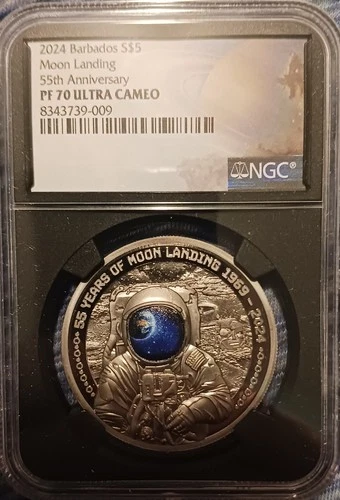 2024 Barbados S$5
Moon Landing
55th Anniversary
PF 70 ULTRA CAMEO
8343739-009
NGC®
55 YEARS OF MOON LANDING 1969 - 2024